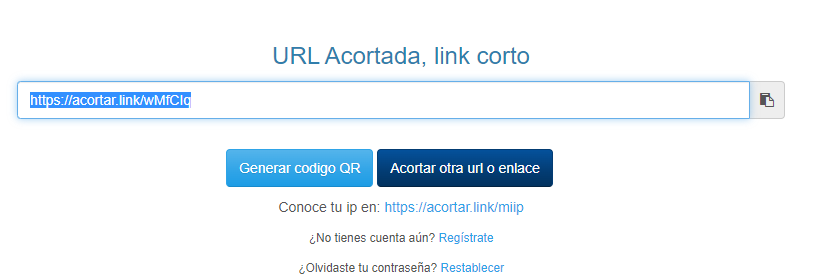 URL Acortada, link corto
https://acortar.link/wMfCIq
Generar codigo QR Acortar otra url o enlace
Conoce tu ip en: https://acortar.link/miip
¿No tienes cuenta aún? Regístrate
¿Olvidaste tu contraseña? Restablecer